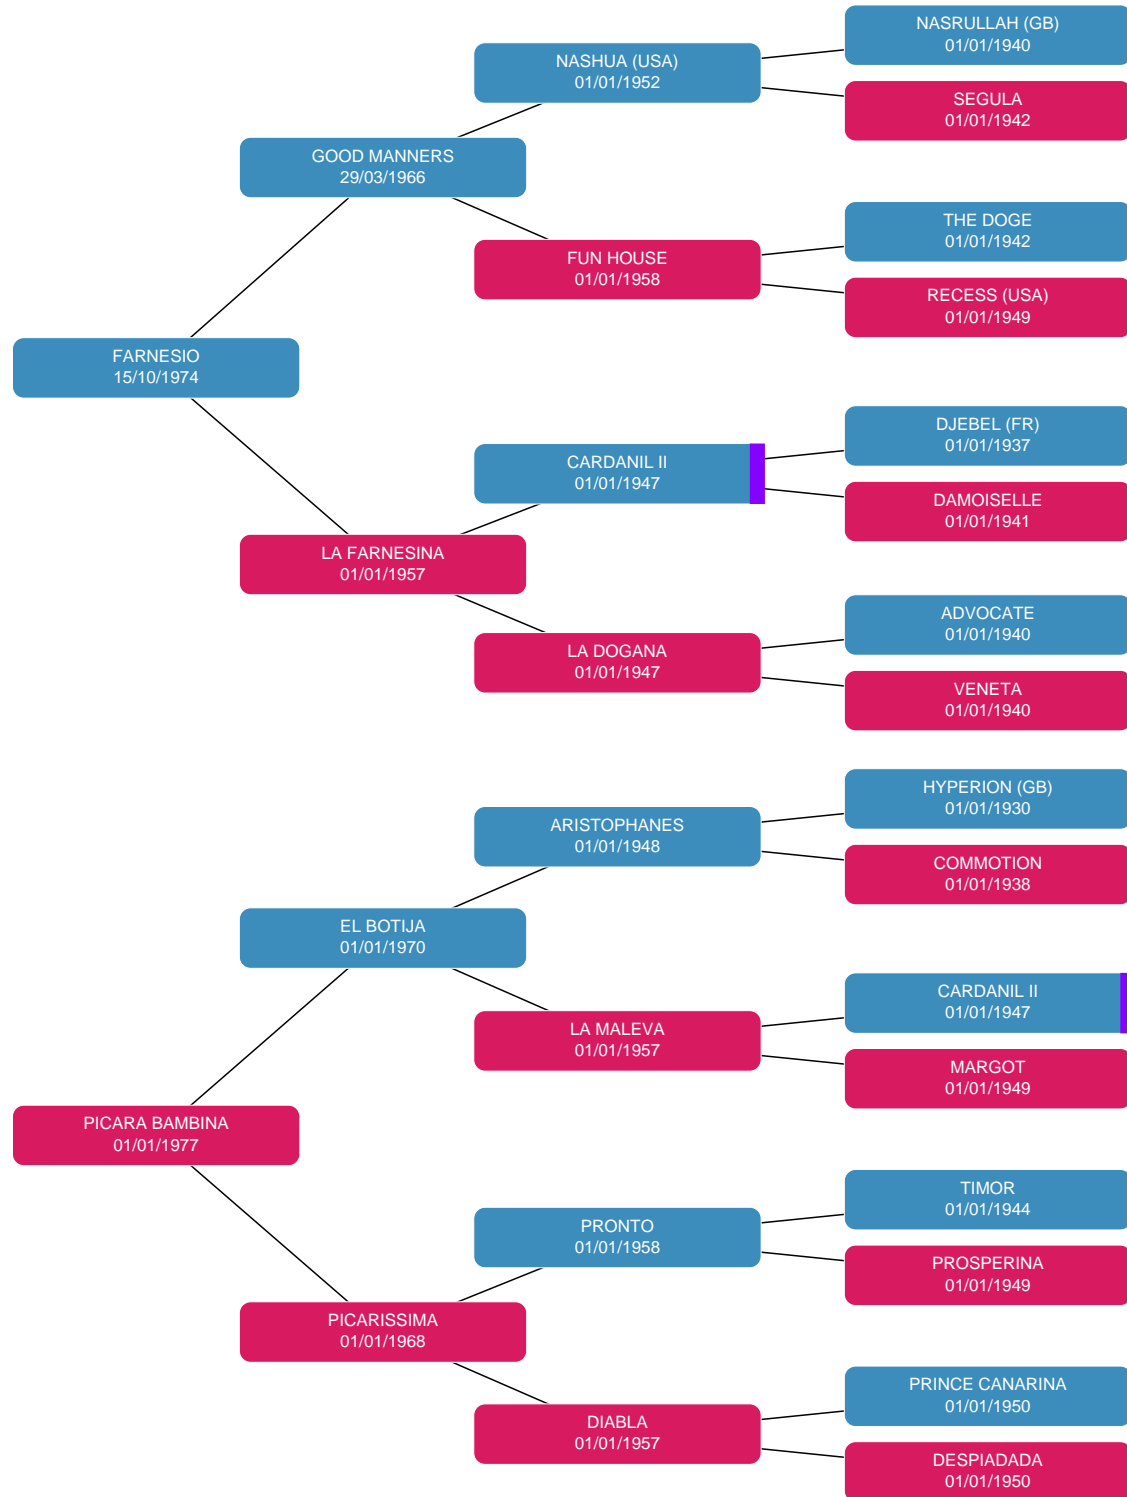 NASRULLAH (GB)
01/01/1940
NASHUA (USA)
01/01/1952
SEGULA
01/01/1942
GOOD MANNERS
29/03/1966
THE DOGE
01/01/1942
FUN HOUSE
01/01/1958
RECESS (USA)
01/01/1949
FARNESIO
15/10/1974
DJEBEL (FR)
01/01/1937
CARDANIL II
01/01/1947
DAMOISELLE
01/01/1941
LA FARNESINA
01/01/1957
ADVOCATE
01/01/1940
LA DOGANA
01/01/1947
VENETA
01/01/1940
HYPERION (GB)
01/01/1930
ARISTOPHANES
01/01/1948
COMMOTION
01/01/1938
EL BOTIJA
01/01/1970
CARDANIL II
01/01/1947
LA MALEVA
01/01/1957
MARGOT
01/01/1949
PICARA BAMBINA
01/01/1977
TIMOR
01/01/1944
PRONTO
01/01/1958
PROSPERINA
01/01/1949
PICARISSIMA
01/01/1968
PRINCE CANARINA
01/01/1950
DIABLA
01/01/1957
DESPIADADA
01/01/1950